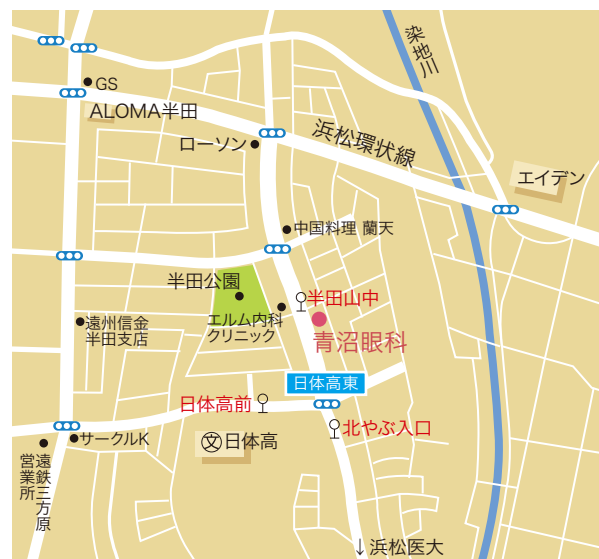 染地川
GS
ALOMA半田
ローソン
浜松環状線
エイデン
中国料理 蘭天
半田公園
半田山中
エルム内科
クリニック
遠州信金
半田支店
青沼眼科
日体高東
日体高前
北やぶ入口
サークルK
文
日体高
遠鉄三方原
営業所
↓浜松医大